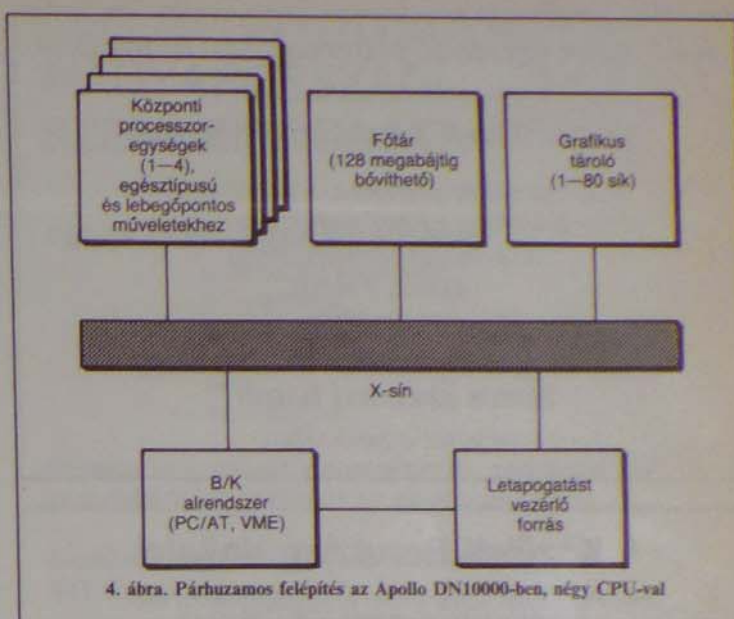 Központi
processzor-
egységek
(1—4),
egésztípusú
és lebegőpontos
műveletekhez
Főtár
(128 megabájtig
bővíthető)
Grafikus
tároló
(1—80 sík)
X-sín
B/K
alrendszer
(PC/AT, VME)
Letapogatást
vezérlő
forrás
4. ábra. Párhuzamos felépítés az Apollo DN10000-ben, négy CPU-val